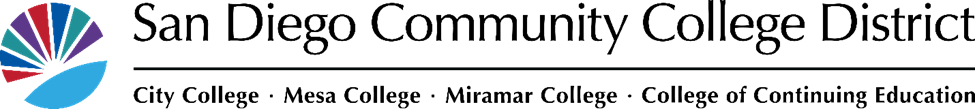 San Diego Community College District
City College · Mesa College · Miramar College · College of Continuing Education